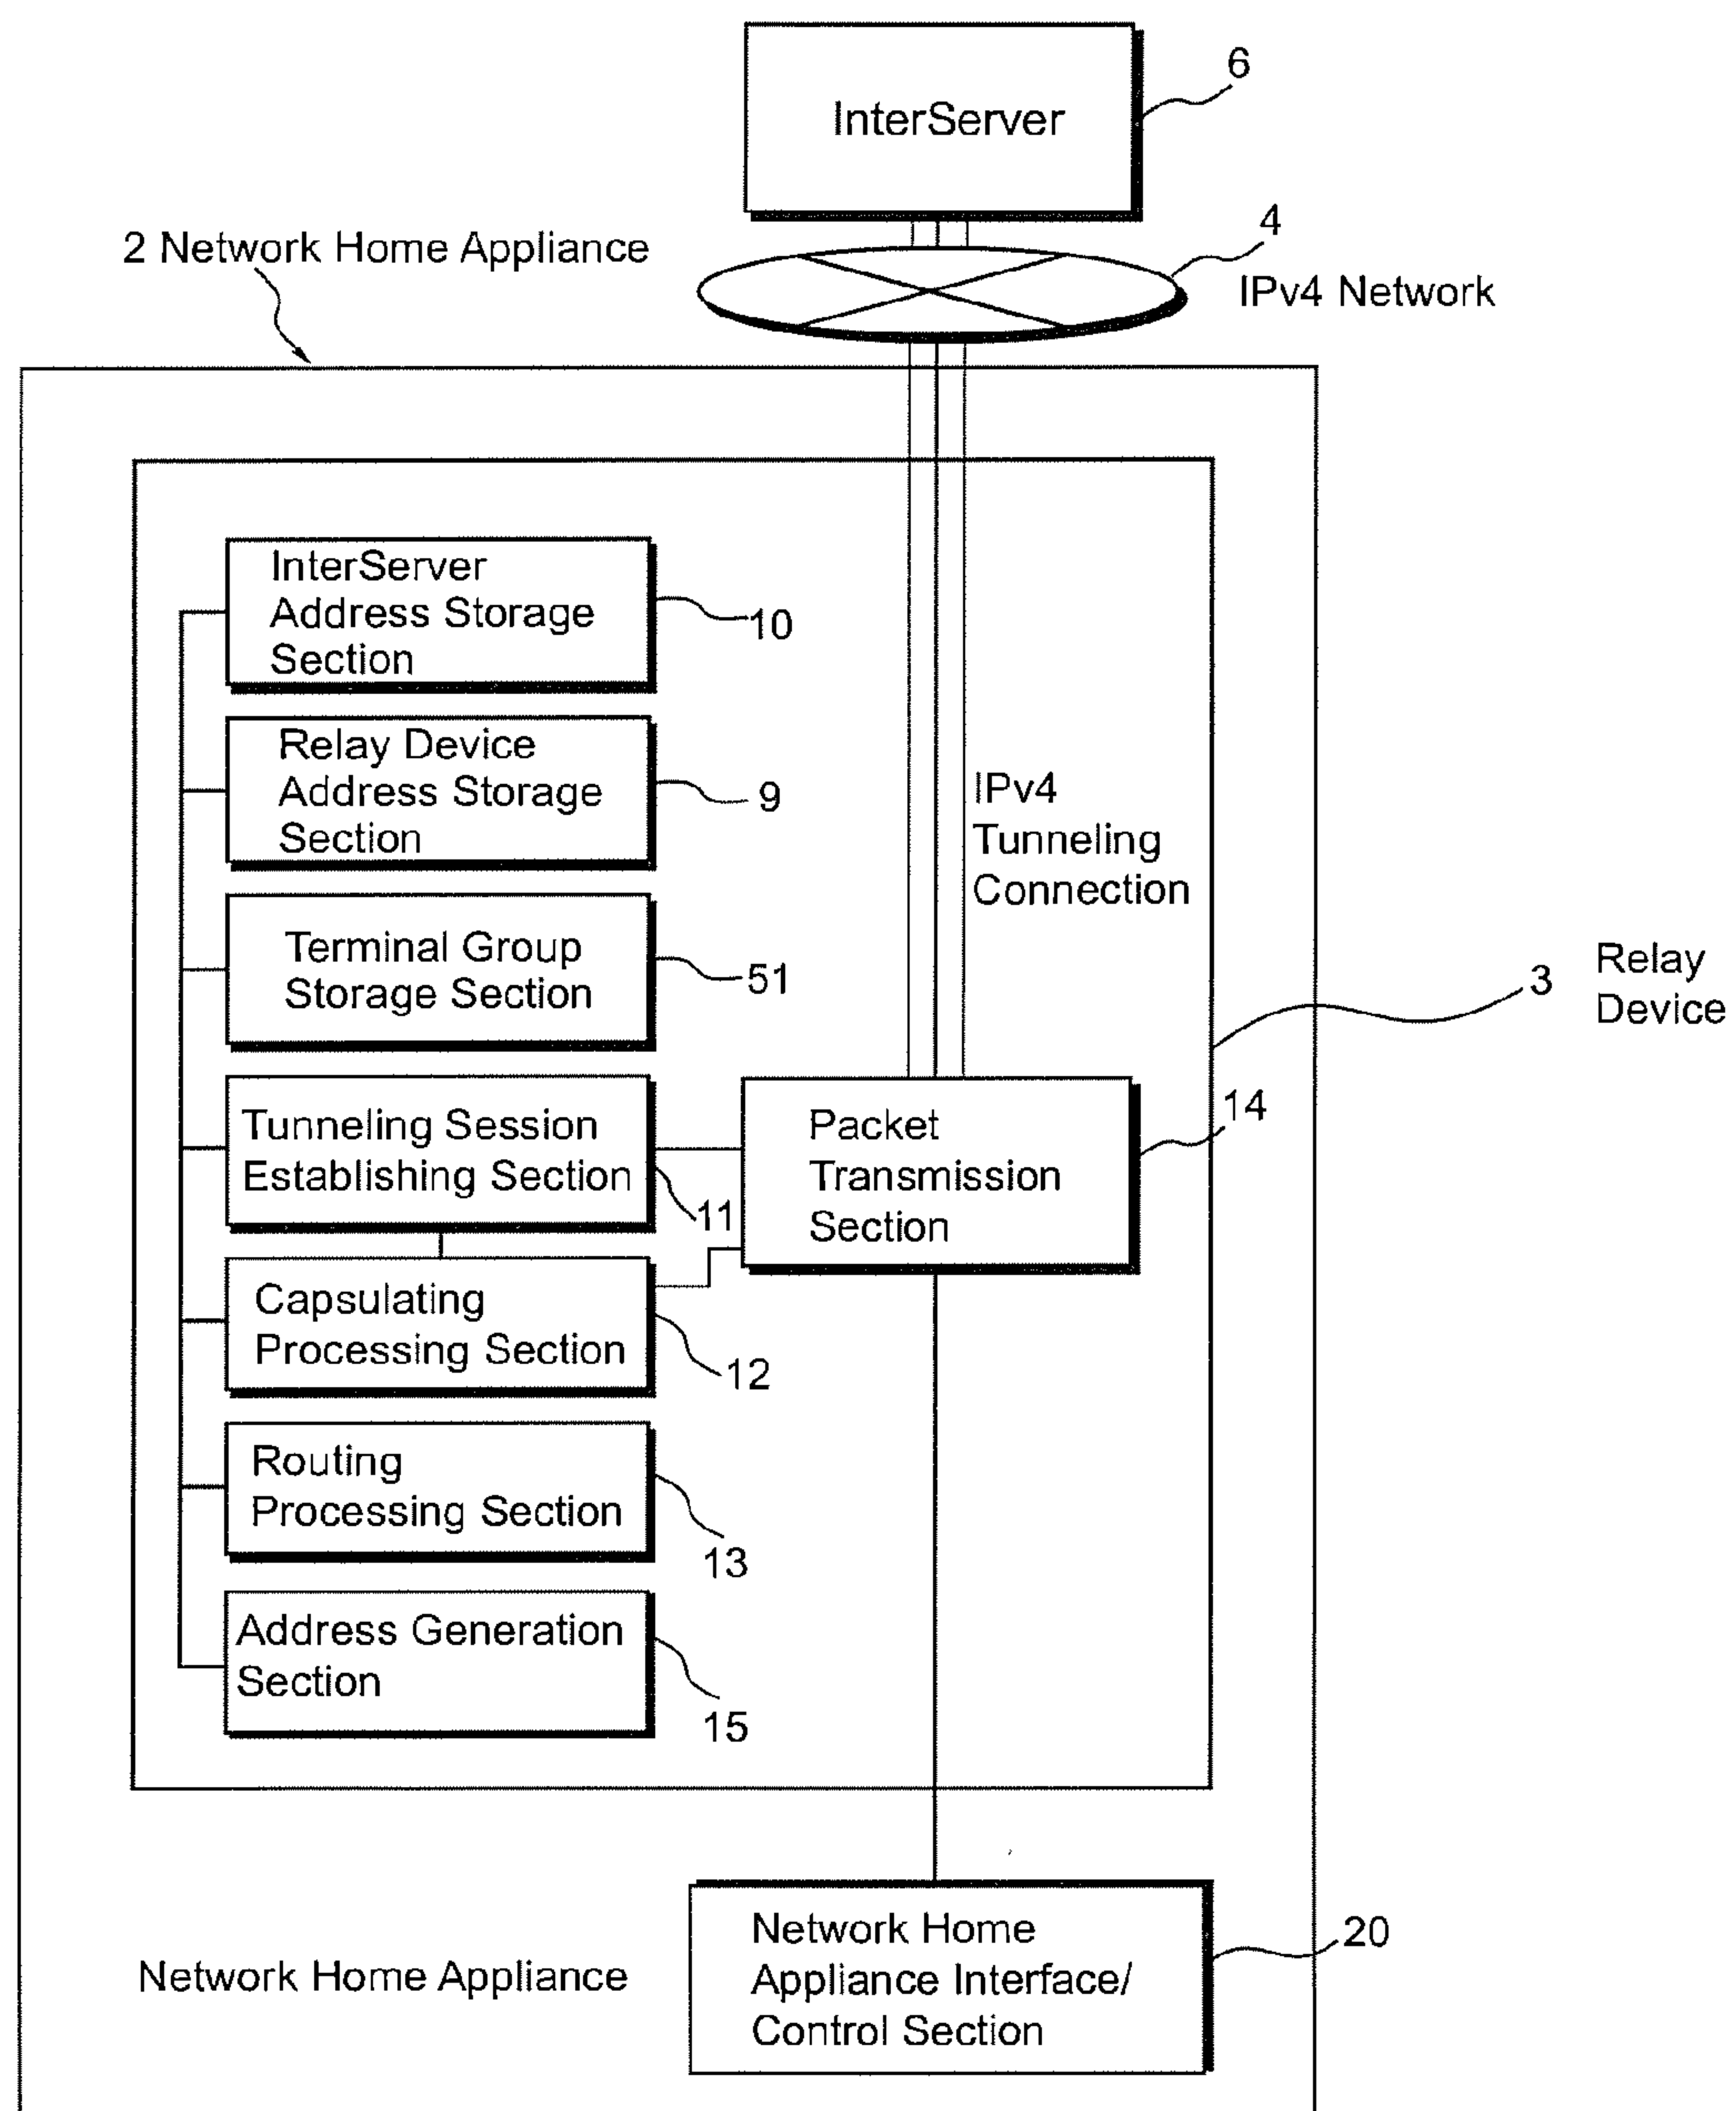 InterServer
6
4
IPv4 Network
2 Network Home Appliance
InterServer
Address Storage
Section
10
Relay Device
Address Storage
Section
9
IPv4
Tunneling
Connection
Terminal Group
Storage Section
51
3
Relay
Device
Tunneling Session
Establishing Section
11
Packet
Transmission
Section
14
Capsulating
Processing Section
12
Routing
Processing Section
13
Address Generation
Section
15
Network Home Appliance
Network Home
Appliance Interface/
Control Section
20